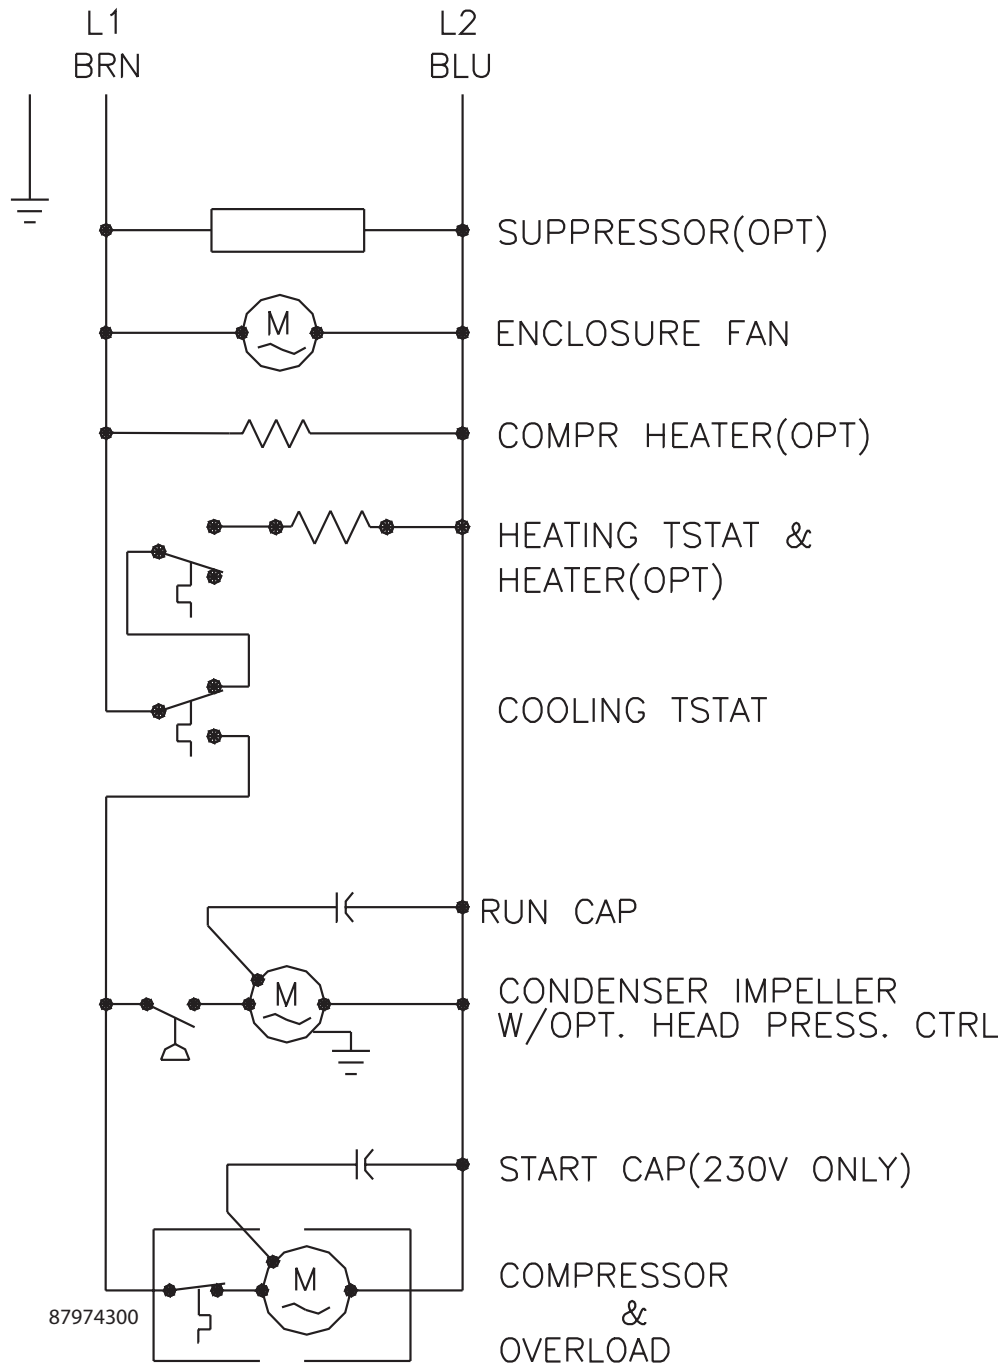 L1 L2
BRN BLU
SUPPRESSOR(OPT)
M
ENCLOSURE FAN
COMPR HEATER(OPT)
HEATING TSTAT &
HEATER(OPT)
COOLING TSTAT
RUN CAP
M
CONDENSER IMPELLER
W/OPT. HEAD PRESS. CTRL
START CAP(230V ONLY)
M
COMPRESSOR
&
OVERLOAD
87974300